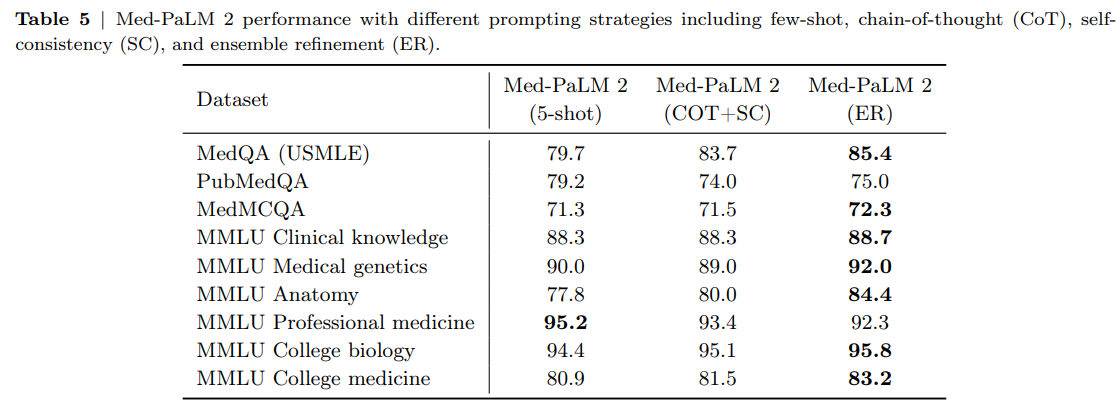 Table 5 | Med-PaLM 2 performance with different prompting strategies including few-shot, chain-of-thought (CoT), self-
consistency (SC), and ensemble refinement (ER).
Dataset Med-PaLM 2 (5-shot) Med-PaLM 2 (COT+SC) Med-PaLM 2 (ER)
MedQA (USMLE) 79.7 83.7 85.4
PubMedQA 79.2 74.0 75.0
MedMCQA 71.3 71.5 72.3
MMLU Clinical knowledge 88.3 88.3 88.7
MMLU Medical genetics 90.0 89.0 92.0
MMLU Anatomy 77.8 80.0 84.4
MMLU Professional medicine 95.2 93.4 92.3
MMLU College biology 94.4 95.1 95.8
MMLU College medicine 80.9 81.5 83.2